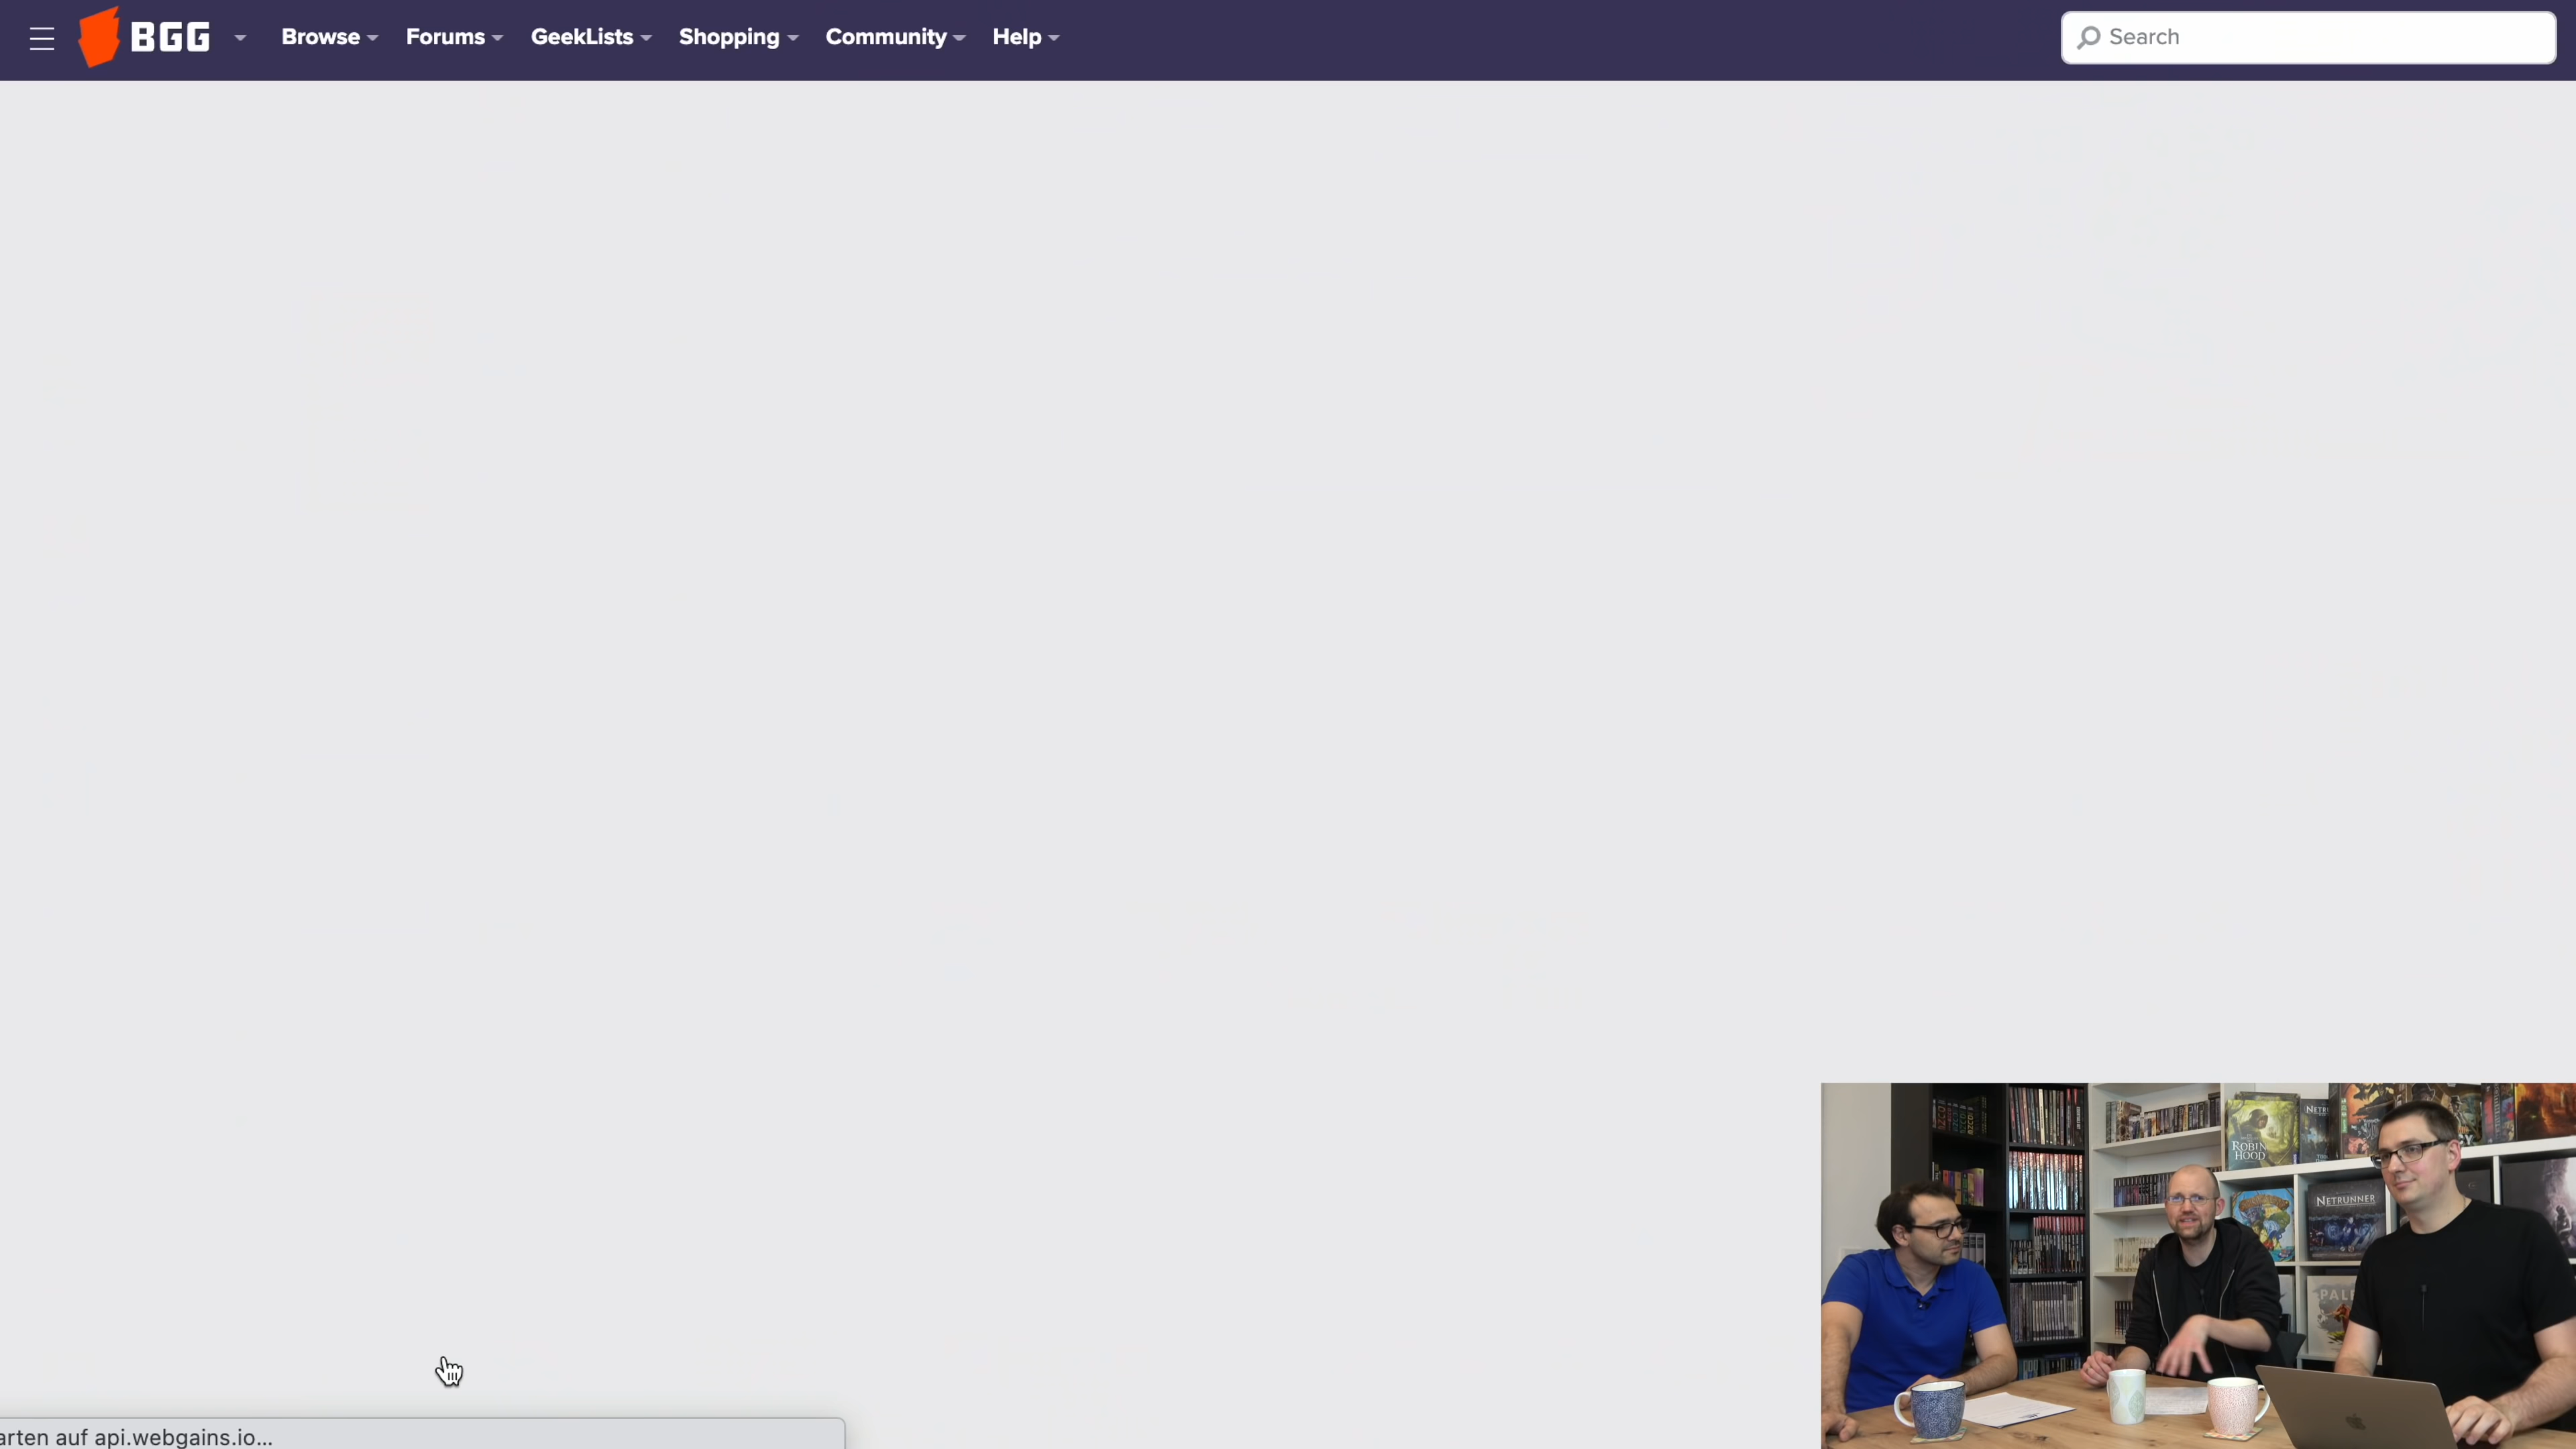 BGG Browse Forums GeekLists Shopping Community Help Search
ROBIN
HOOD
NETRUNNER
arten auf api.webgains.io...